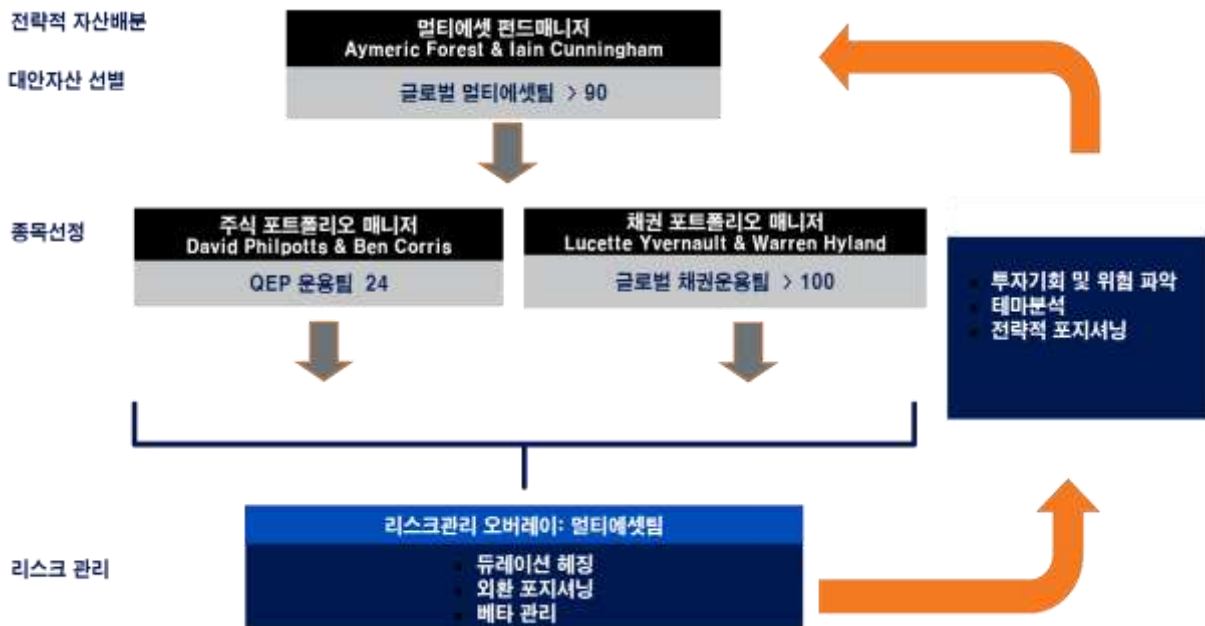 전략적 자산배분
대안자산 선별
멀티에셋 펀드매니저
Aymeric Forest & Iain Cunningham
글로벌 멀티에셋팀 > 90
종목선정
주식 포트폴리오 매니저
David Philpotts & Ben Corris
QEP 운용팀 24
채권 포트폴리오 매니저
Lucette Yvernault & Warren Hyland
글로벌 채권운용팀 > 100
투자기회 및 위험 파악
테마분석
전략적 포지셔닝
리스크 관리
리스크관리 오버레이: 멀티에셋팀
듀레이션 헤징
외환 포지셔닝
베타 관리